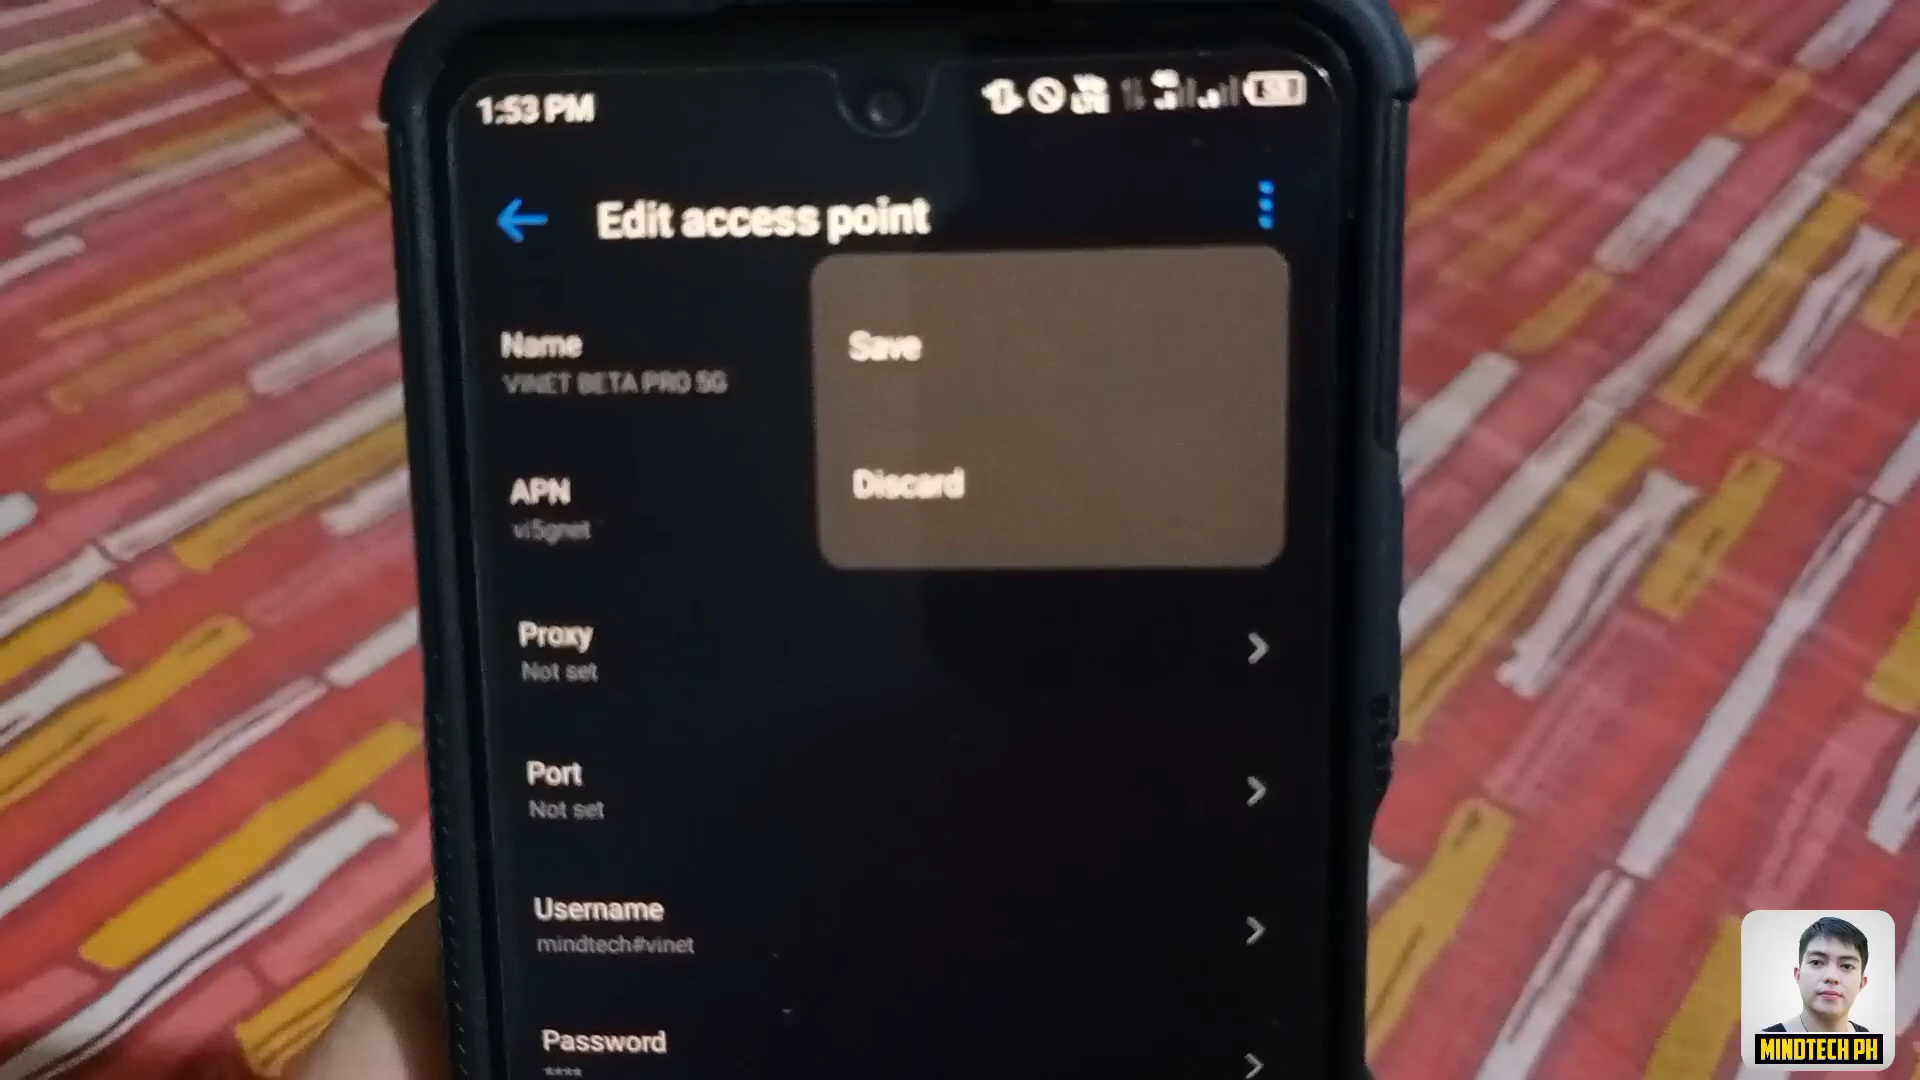 1:53 PM
Edit access point
Save
Discard
Name
VINET BETA PRO 5G
APN
vi5gnet
Proxy
Not set
Port
Not set
Username
mindtech#vinet
Password
****
MINDTECH PH